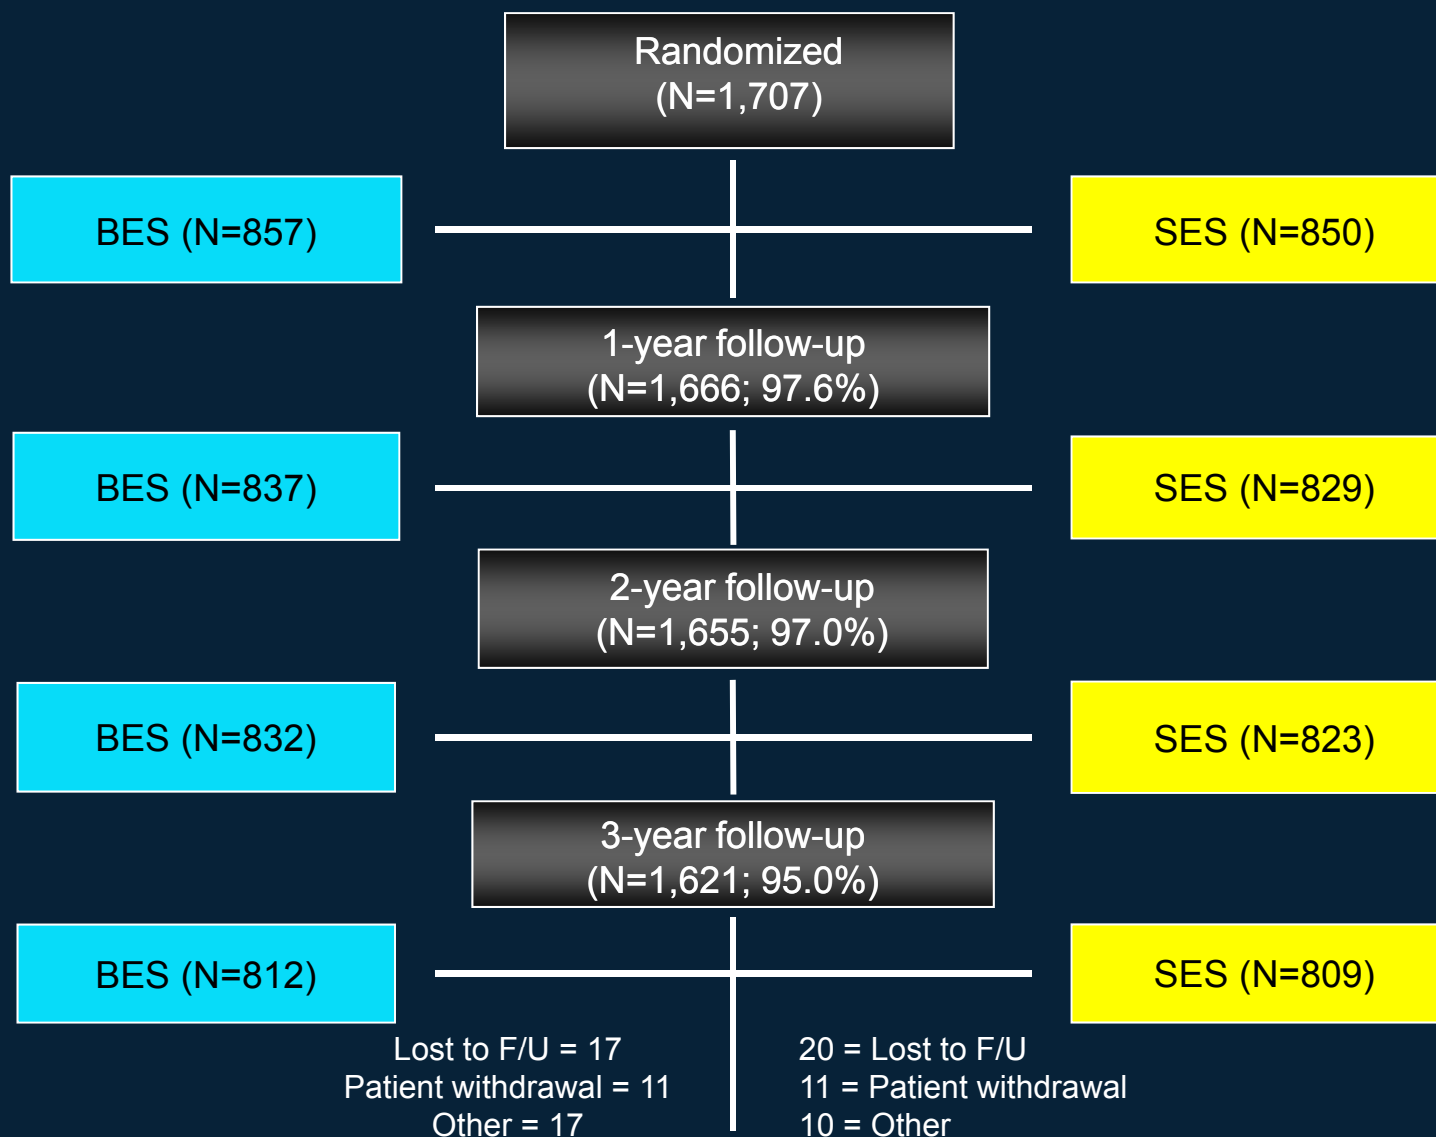 Randomized
(N=1,707)
BES (N=857)
SES (N=850)
1-year follow-up
(N=1,666; 97.6%)
BES (N=837)
SES (N=829)
2-year follow-up
(N=1,655; 97.0%)
BES (N=832)
SES (N=823)
3-year follow-up
(N=1,621; 95.0%)
BES (N=812)
SES (N=809)
Lost to F/U = 17
Patient withdrawal = 11
Other = 17
20 = Lost to F/U
11 = Patient withdrawal
10 = Other